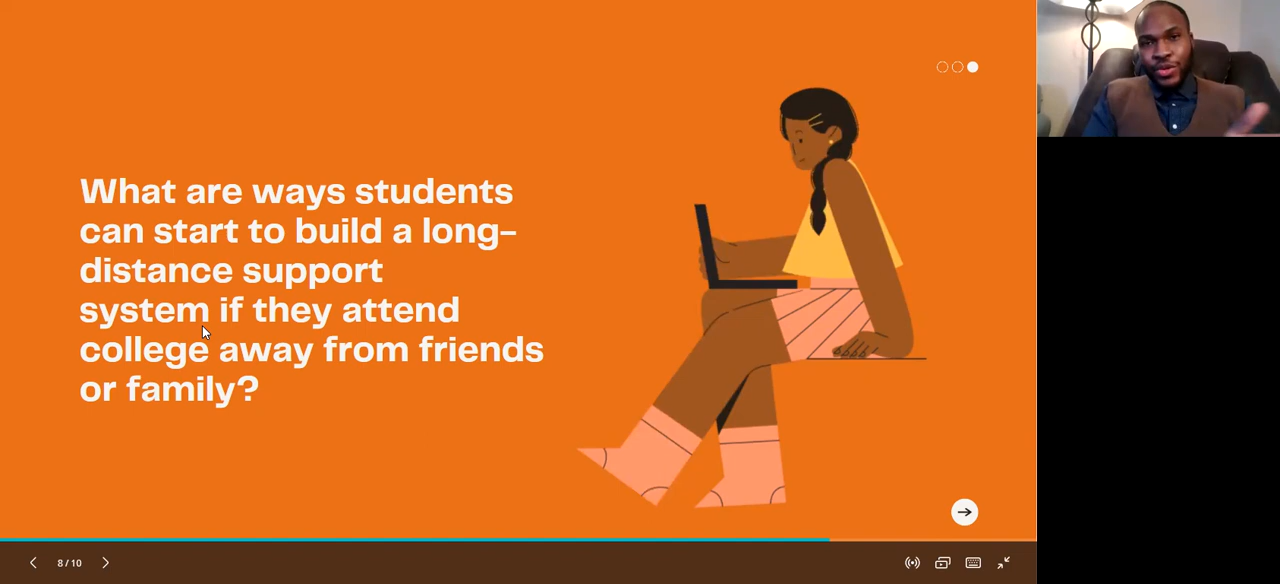 What are ways students
can start to build a long-
distance support
system if they attend
college away from friends
or family?
8 / 10